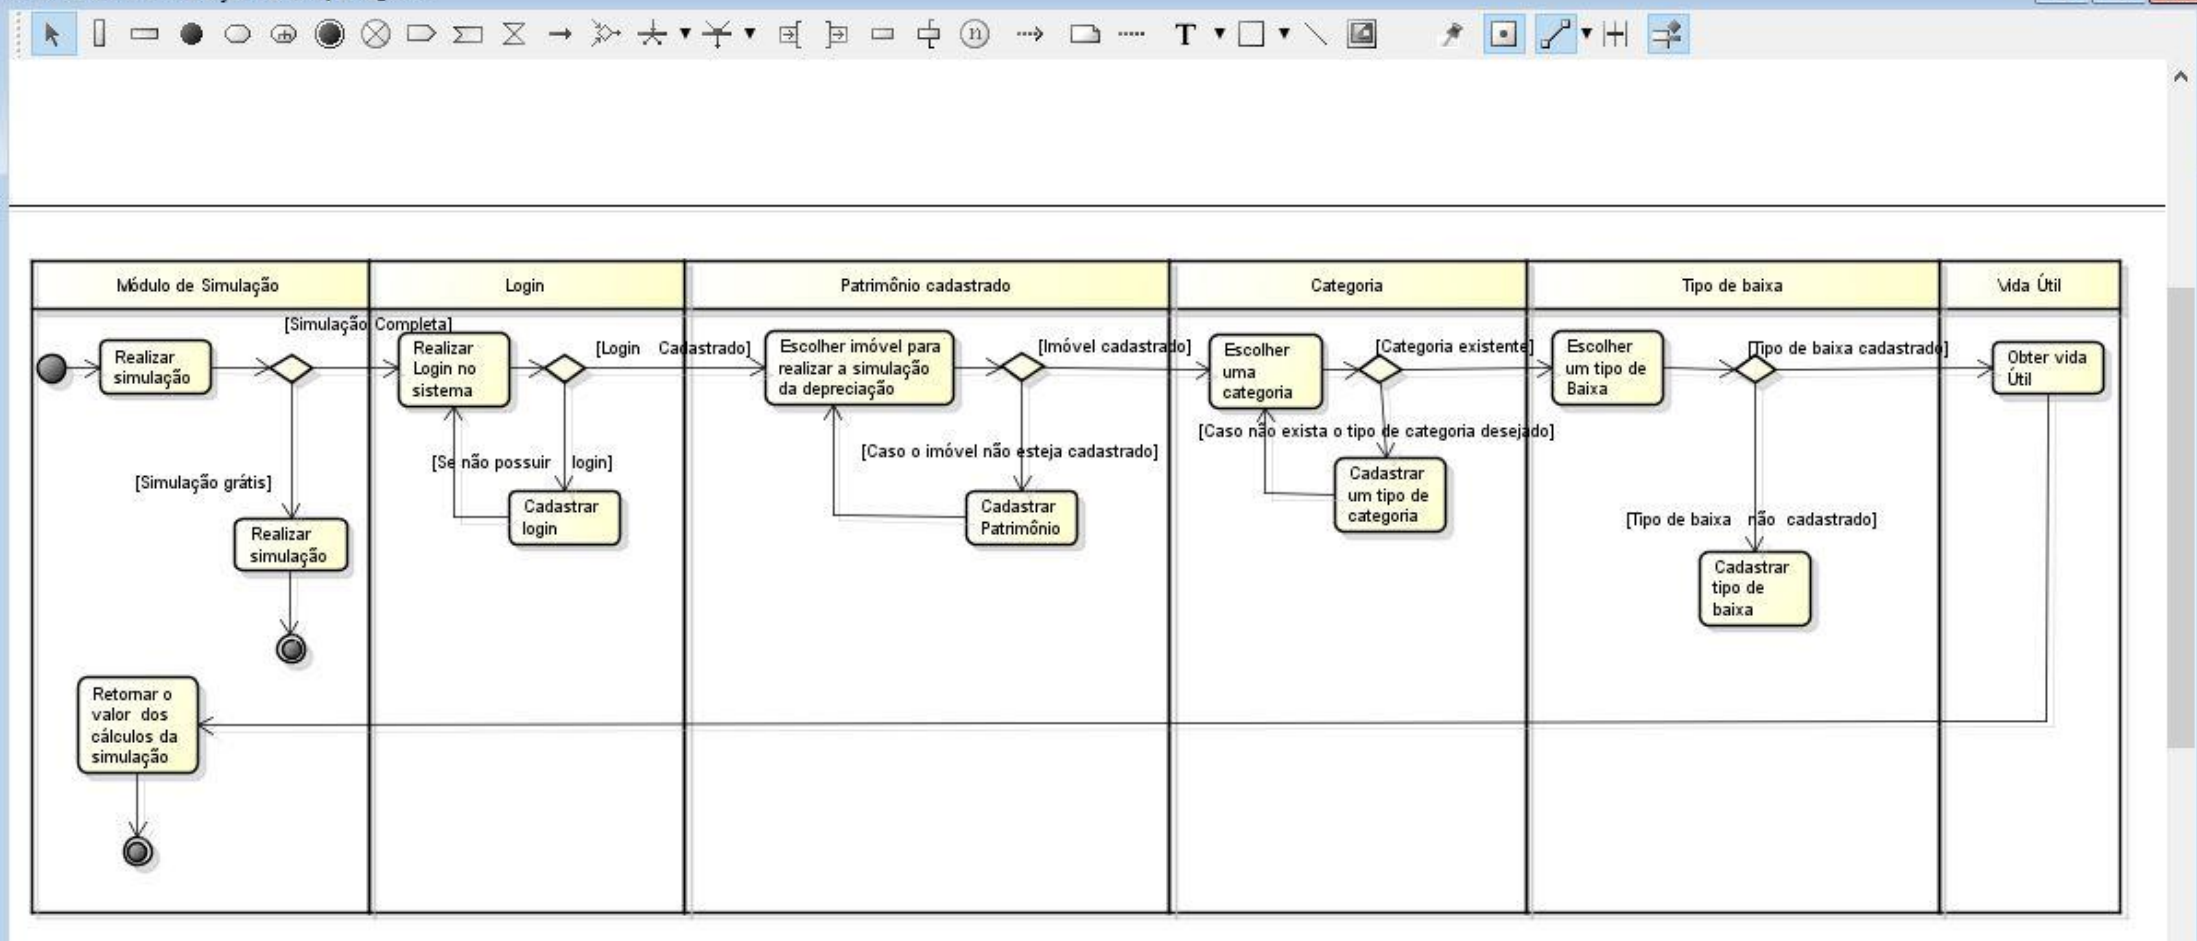 Módulo de Simulação
Login
Patrimônio cadastrado
Categoria
Tipo de baixa
Vida Útil
[Simulação Completa]
Realizar
simulação
[Simulação grátis]
Realizar
simulação
Retornar o
valor dos
cálculos da
simulação
Realizar
Login no
sistema
[Login Cadastrado]
[Se não possuir login]
Cadastrar
login
Escolher imóvel para
realizar a simulação
da depreciação
[Imóvel cadastrado]
[Caso o imóvel não esteja cadastrado]
Cadastrar
Patrimônio
Escolher
uma
categoria
[Categoria existente]
[Caso não exista o tipo de categoria desejado]
Cadastrar
um tipo de
categoria
Escolher
um tipo de
Baixa
[Tipo de baixa cadastrado]
[Tipo de baixa não cadastrado]
Cadastrar
tipo de
baixa
Obter vida
Útil